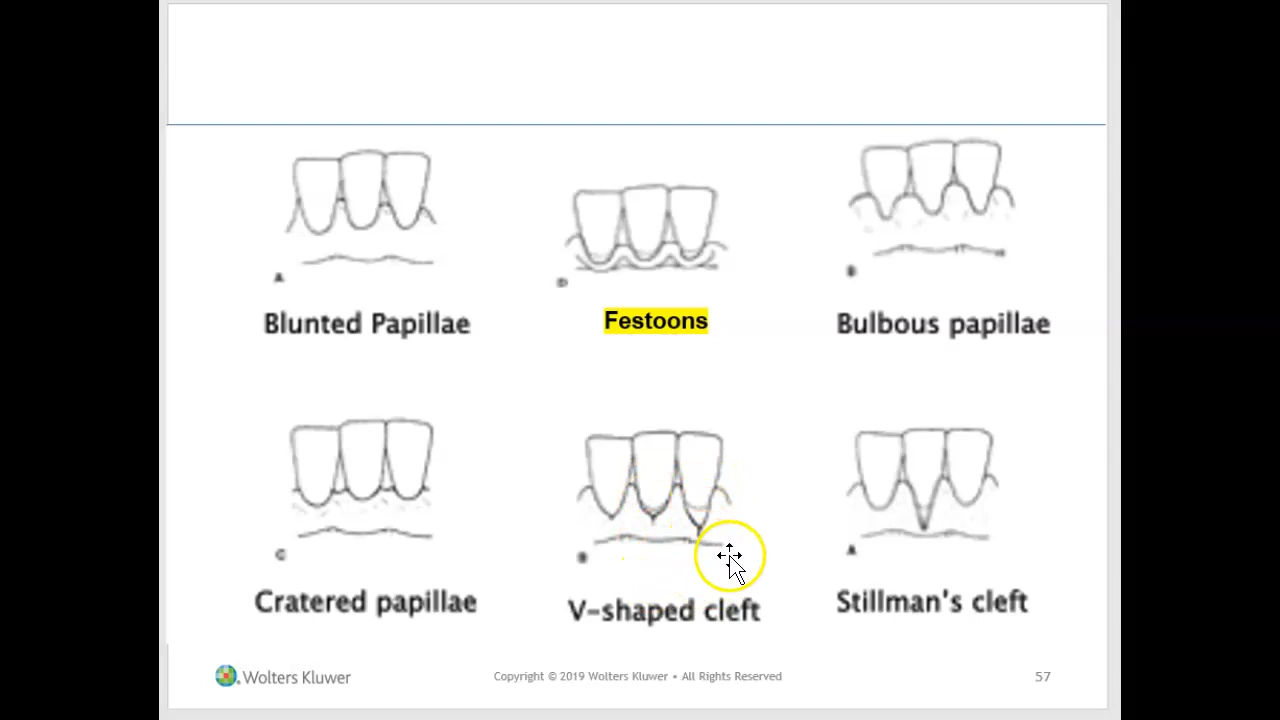 A
Blunted Papillae
D
Festoons
B
Bulbous papillae
C
Cratered papillae
B
V-shaped cleft
A
Stillman's cleft
Wolters Kluwer
Copyright © 2019 Wolters Kluwer • All Rights Reserved
57